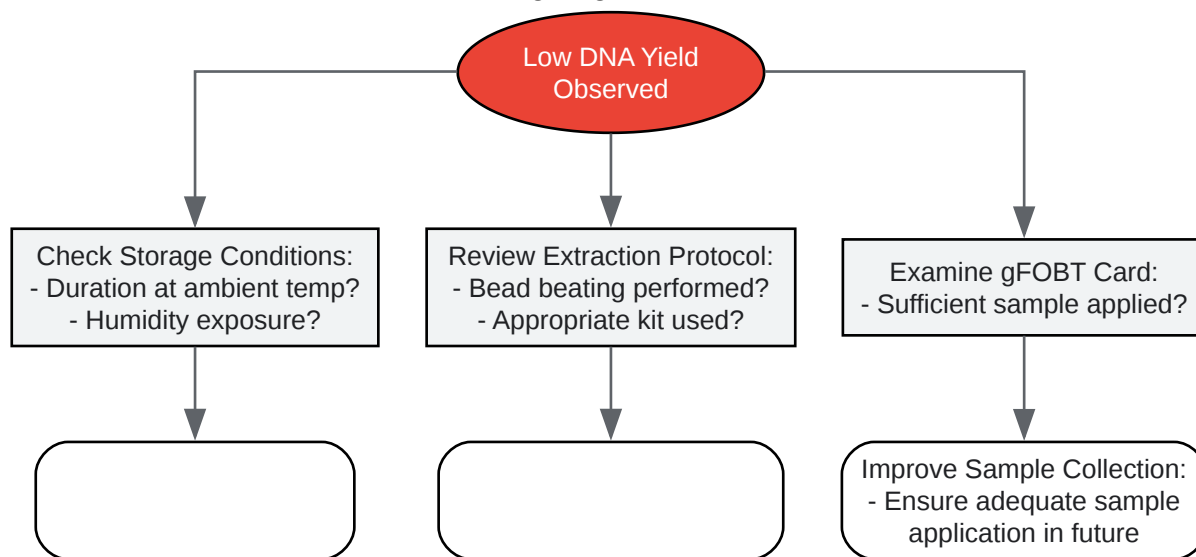 Low DNA Yield
Observed
Check Storage Conditions:
- Duration at ambient temp?
- Humidity exposure?
Review Extraction Protocol:
- Bead beating performed?
- Appropriate kit used?
Examine gFOBT Card:
- Sufficient sample applied?
Improve Sample Collection:
- Ensure adequate sample
application in future